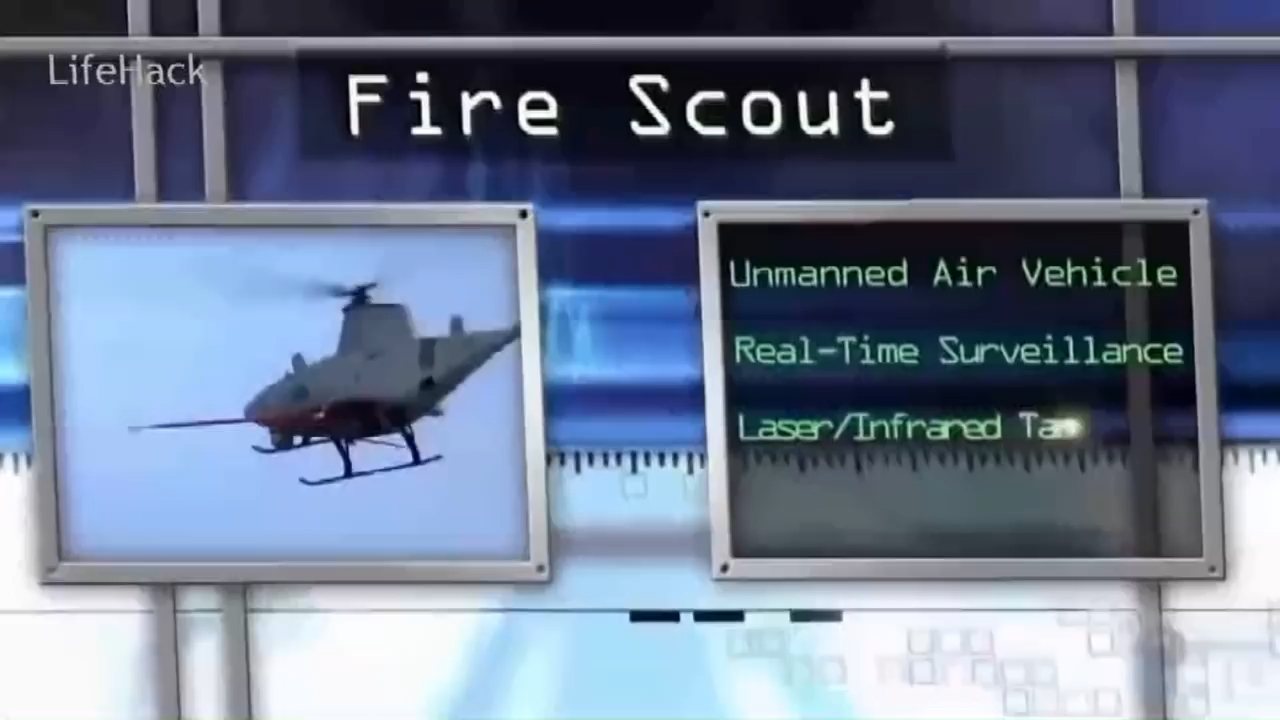 LifeHack
Fire Scout
Unmanned Air Vehicle
Real-Time Surveillance
Laser/Infrared